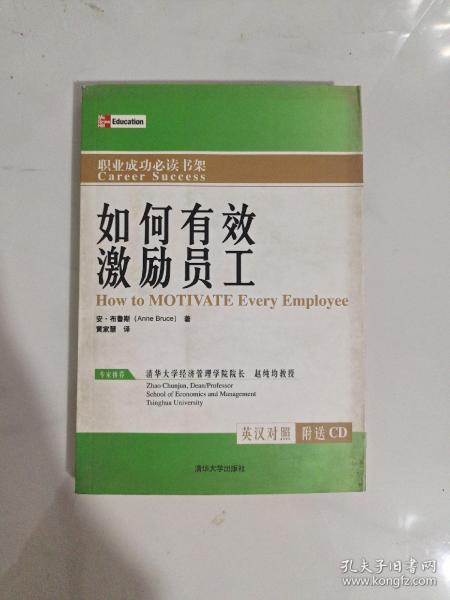 Mc Graw Hill Education
职业成功必读书架
Career Success
如何有效
激励员工
How to MOTIVATE Every Employee
安·布鲁斯（Anne Bruce） 著
黄家慧 译
专家推荐 清华大学经济管理学院院长 赵纯均教授
Zhao Chunjun, Dean/Professor
School of Economics and Management
Tsinghua University
英汉对照 附送CD
清华大学出版社
孔夫子旧书网
www.kongfz.com